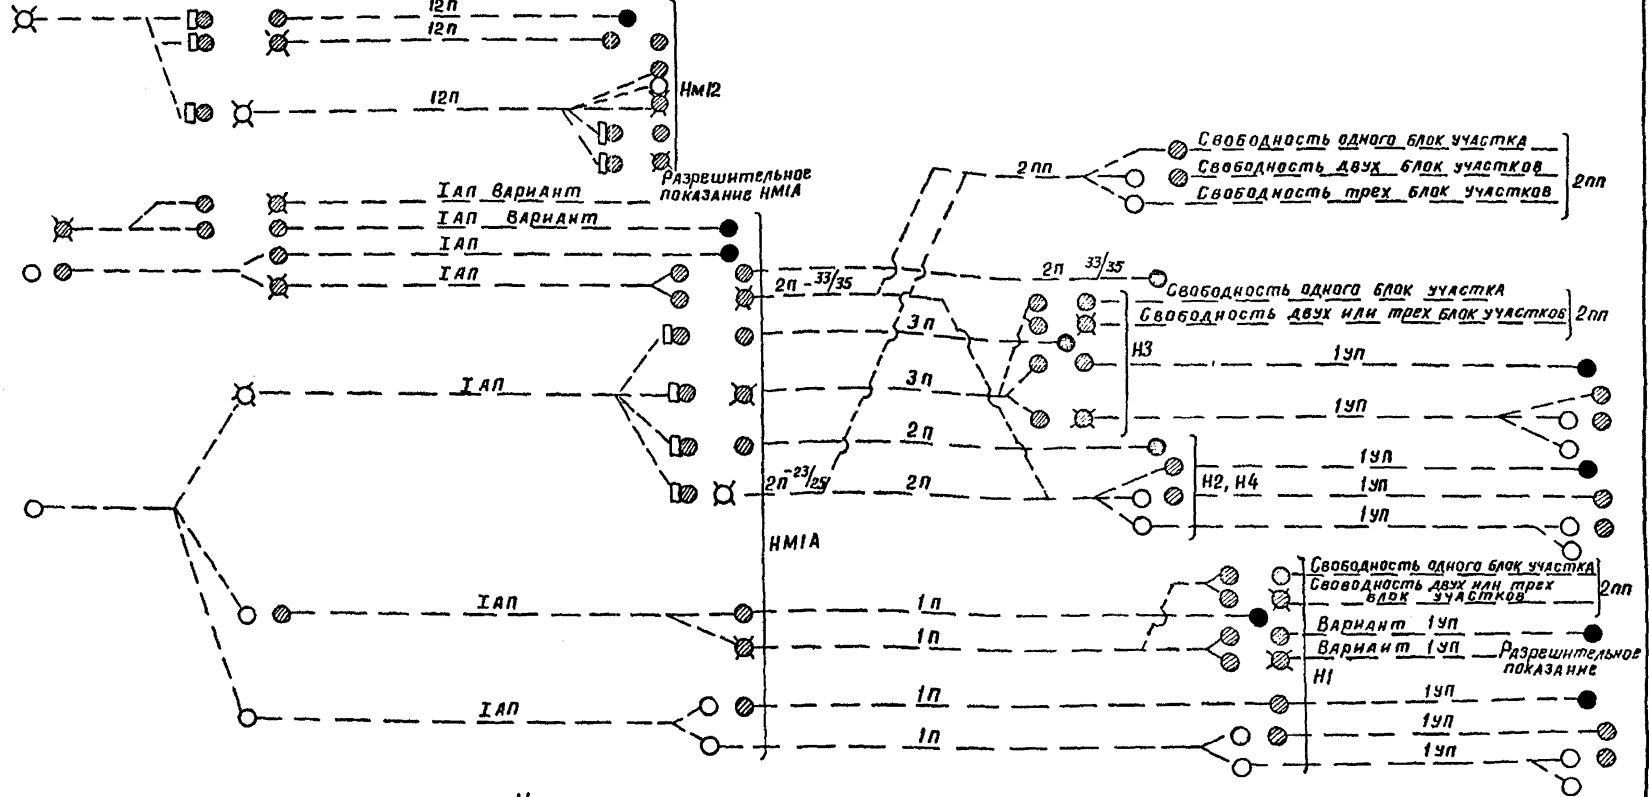 12П
12П
12П
НМ12
Разрешительное
показание НМ1А
IАП Вариант
IАП Вариант
IАП
IАП
2ПП
Свободность одного блок участка
Свободность двух блок участков
Свободность трех блок участков
2ПП
2П 33/35
2П - 33/35
Свободность одного блок участка
Свободность двух или трех блок участков
2ПП
3П
Н3
1УП
IАП
3П
1УП
2П
1УП
2П-23/25
2П
Н2, Н4
1УП
1УП
НМ1А
Свободность одного блок участка
Свободность двух или трех
блок участков
2ПП
IАП
1П
Вариант 1УП
1П
Вариант 1УП
Разрешительное
показание
Н1
IАП
1П
1УП
1УП
1П
1УП